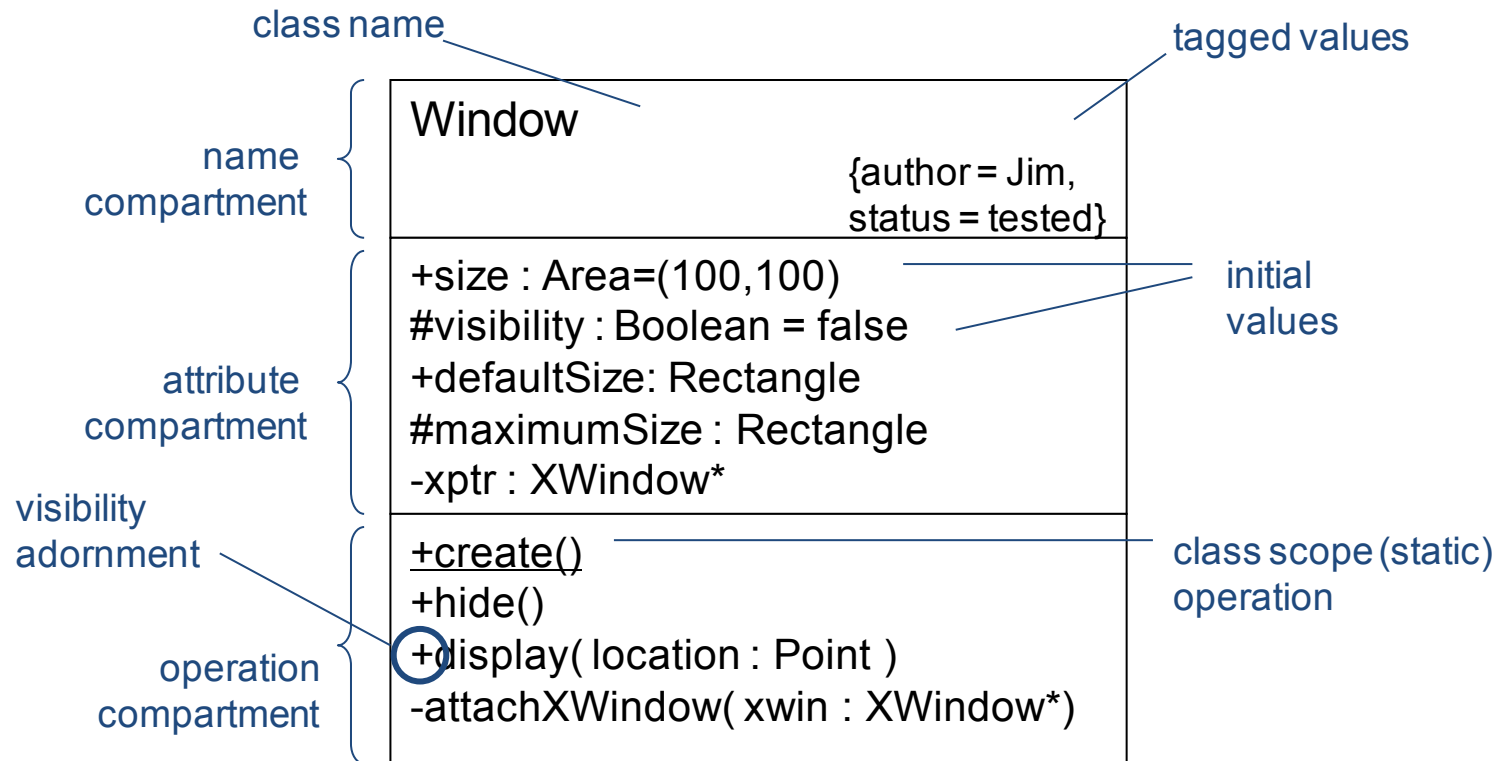 class name
tagged values
name
compartment
Window
{author = Jim,
status = tested}
attribute
compartment
+size : Area=(100,100)
#visibility : Boolean = false
+defaultSize: Rectangle
#maximumSize : Rectangle
-xptr : XWindow*
initial
values
visibility
adornment
operation
compartment
+create()
+hide()
+display( location : Point )
-attachXWindow( xwin : XWindow*)
class scope (static)
operation